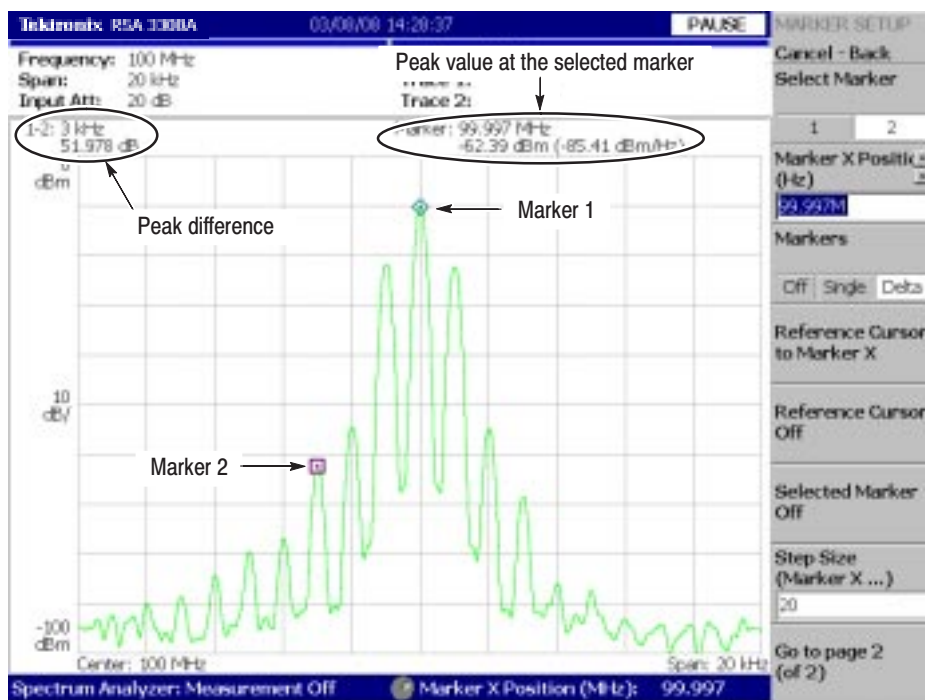 Tektronix RSA 3300A 03/08/08 14:28:37 PAUSE
MARKER SETUP
Frequency: 100 MHz
Span: 20 kHz
Input Att: 20 dB
Peak value at the selected marker
Trace 2:
Cancel - Back
Select Marker
1 2
1-2: 3 kHz
51.978 dB
Marker: 99.997 MHz
-62.39 dBm (-85.41 dBm/Hz)
0
dBm
Peak difference
Marker 1
Marker X Positi
(Hz)
99.997M
Markers
Off Single Delta
Reference Cursor
to Marker X
10
dB/
Reference Cursor
Off
Marker 2
Selected Marker
Off
Step Size
(Marker X ...)
20
-100
dBm
Center: 100 MHz Span: 20 kHz
Go to page 2
(of 2)
Spectrum Analyzer: Measurement Off Marker X Position (MHz): 99.997